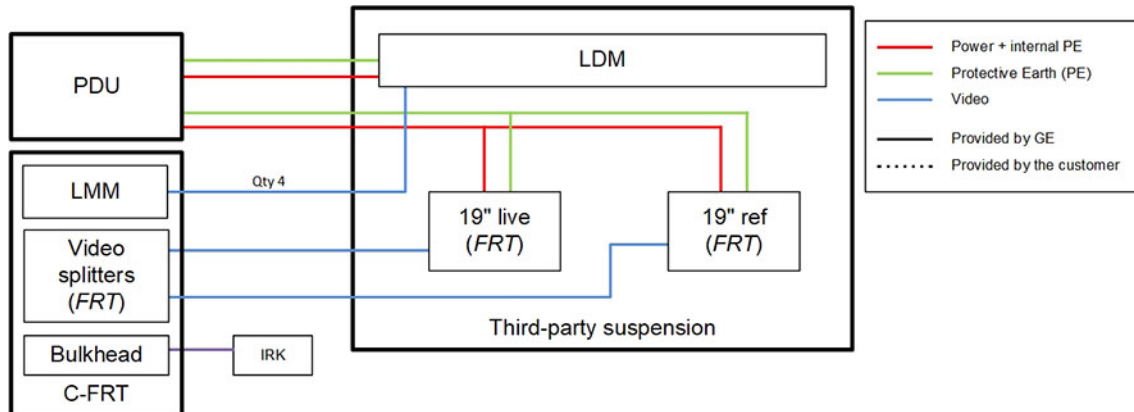 PDU
LDM
LMM
Qty 4
Video
splitters
(FRT)
19" live
(FRT)
19" ref
(FRT)
Third-party suspension
Bulkhead
IRK
C-FRT
Power + internal PE
Protective Earth (PE)
Video
Provided by GE
Provided by the customer